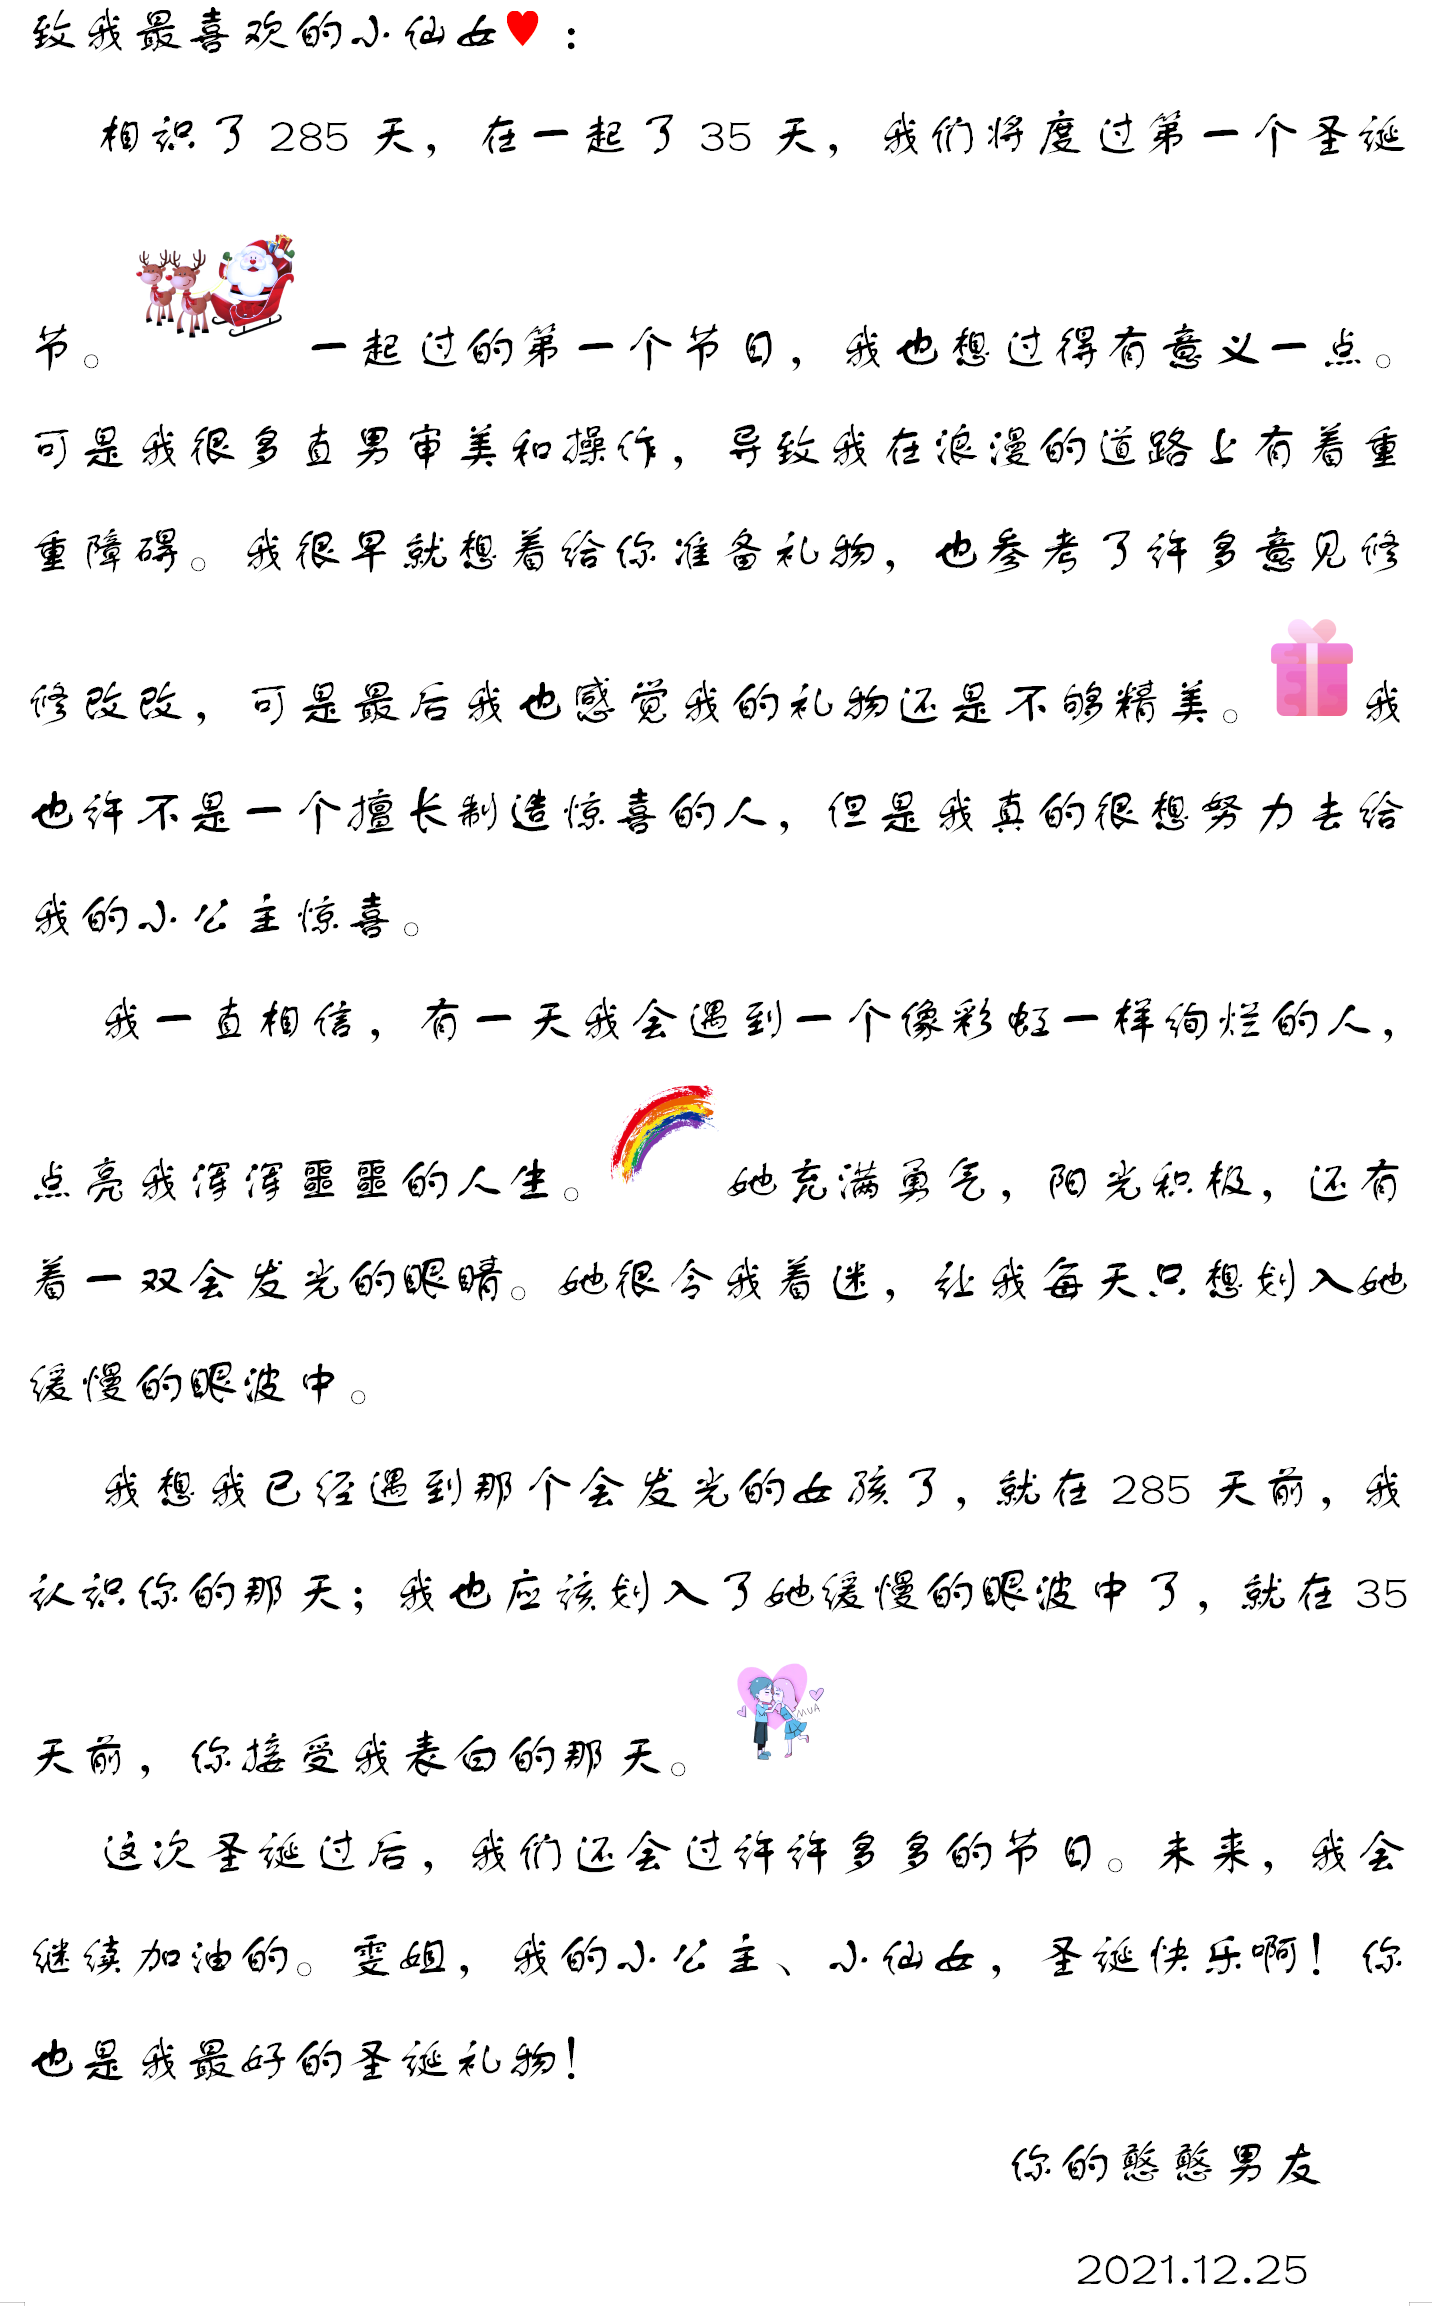 致我最喜欢的小仙女♥：
相识了 285 天，在一起了 35 天，我们将度过第一个圣诞
节。一起过的第一个节日，我也想过得有意义一点。
可是我很多直男审美和操作，导致我在浪漫的道路上有着重
重障碍。我很早就想着给你准备礼物，也参考了许多意见修
修改改，可是最后我也感觉我的礼物还是不够精美。我
也许不是一个擅长制造惊喜的人，但是我真的很想努力去给
我的小公主惊喜。
我一直相信，有一天我会遇到一个像彩虹一样绚烂的人，
点亮我浑浑噩噩的人生。她充满勇气，阳光积极，还有
着一双会发光的眼睛。她很令我着迷，让我每天只想划入她
缓慢的眼波中。
我想我已经遇到那个会发光的女孩了，就在 285 天前，我
认识你的那天；我也应该划入了她缓慢的眼波中了，就在 35
MUA
天前，你接受我表白的那天。
这次圣诞过后，我们还会过许许多多的节日。未来，我会
继续加油的。雯姐，我的小公主、小仙女，圣诞快乐啊！你
也是我最好的圣诞礼物！
你的憨憨男友
2021.12.25